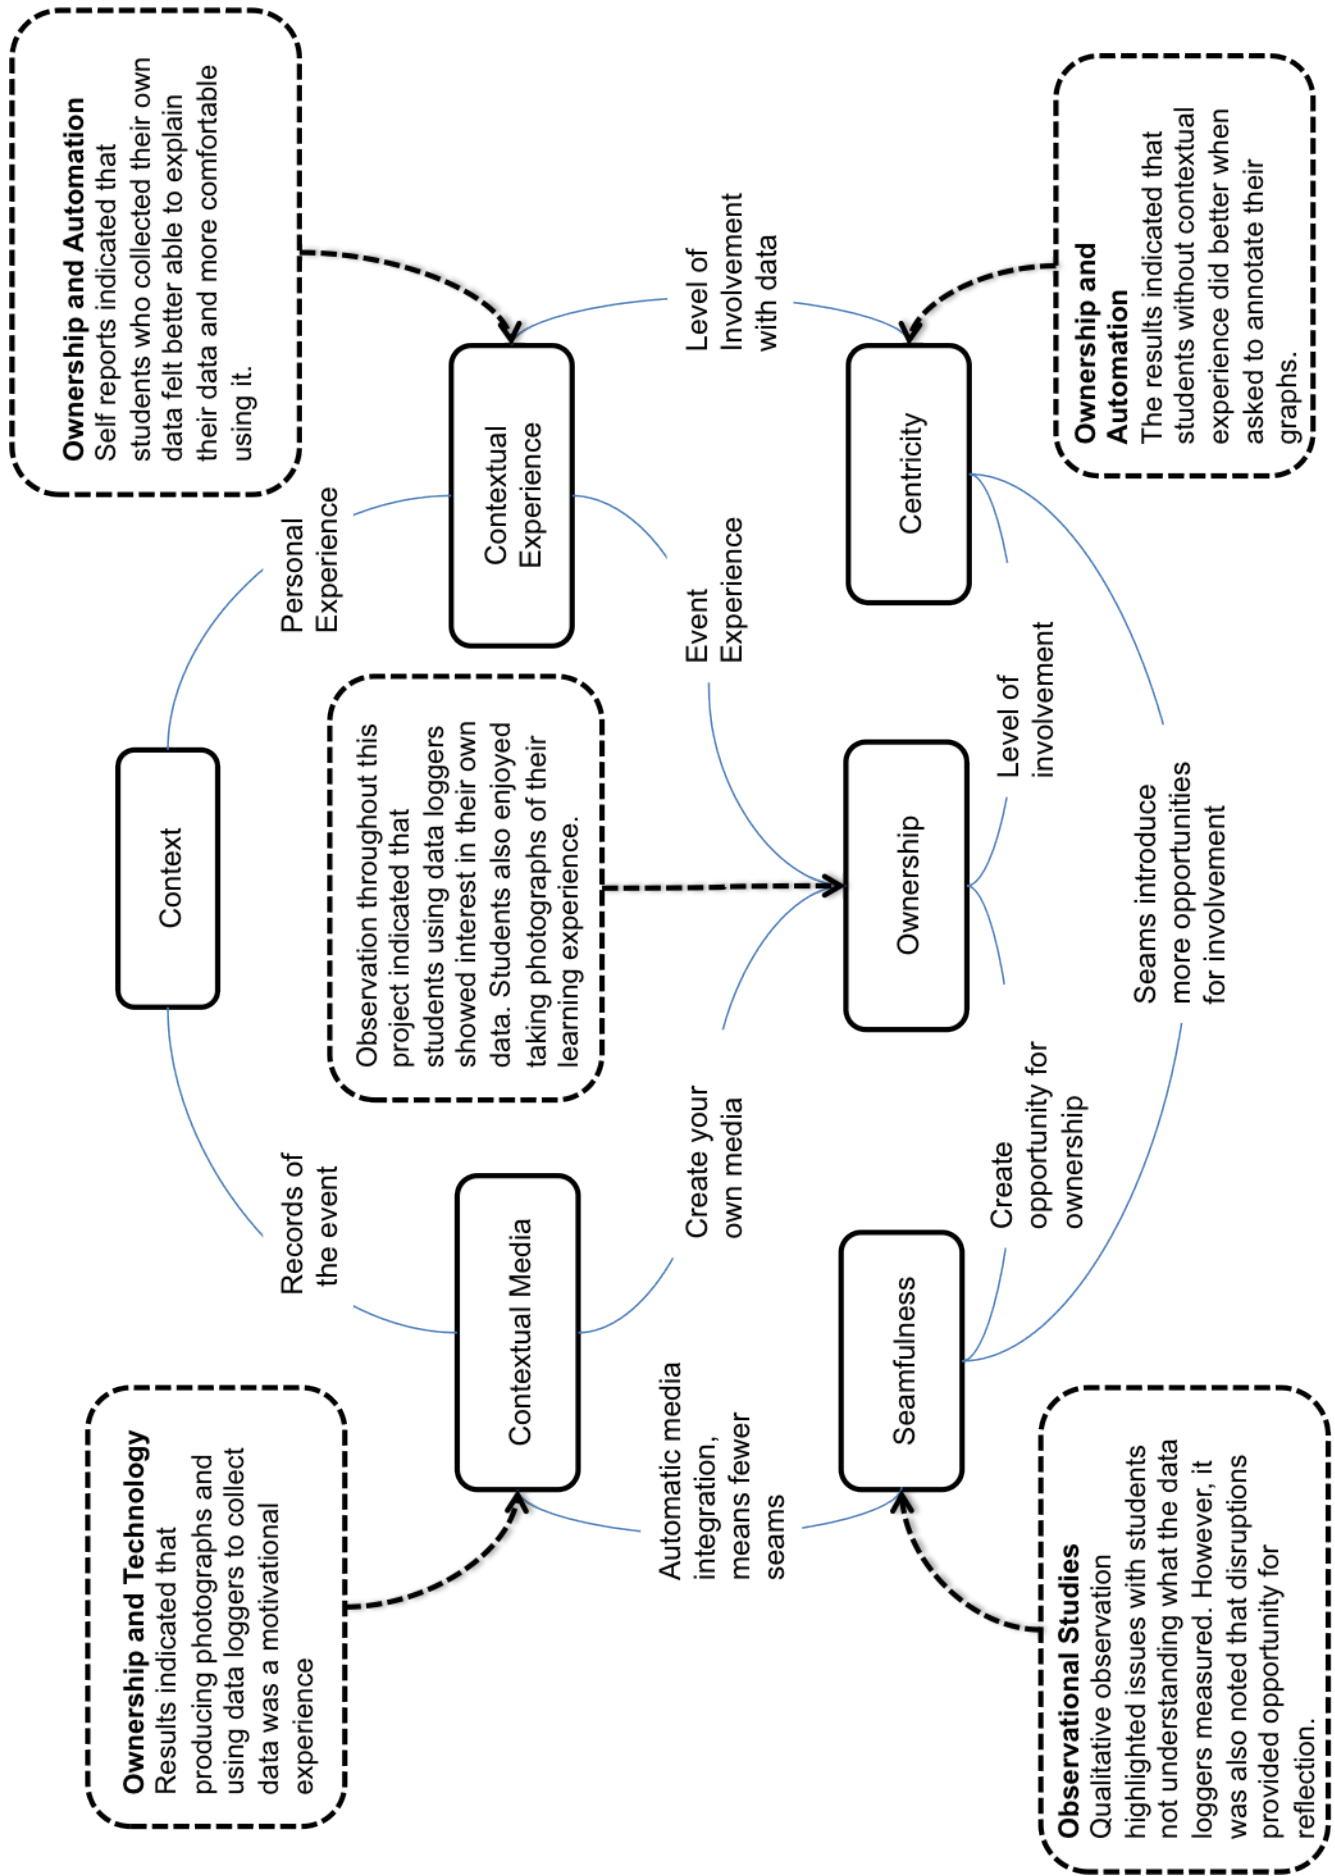 Ownership and Technology
Results indicated that
producing photographs and
using data loggers to collect
data was a motivational
experience
Context
Ownership and Automation
Self reports indicated that
students who collected their own
data felt better able to explain
their data and more comfortable
using it.
Records of
the event
Personal
Experience
Observation throughout this
project indicated that
students using data loggers
showed interest in their own
data. Students also enjoyed
taking photographs of their
learning experience.
Contextual Media
Contextual
Experience
Automatic media
integration,
means fewer
seams
Create your
own media
Event
Experience
Level of
Involvement
with data
Seamfulness
Ownership
Centricity
Create
opportunity for
ownership
Level of
involvement
Seams introduce
more opportunities
for involvement
Observational Studies
Qualitative observation
highlighted issues with students
not understanding what the data
loggers measured. However, it
was also noted that disruptions
provided opportunity for
reflection.
Ownership and
Automation
The results indicated that
students without contextual
experience did better when
asked to annotate their
graphs.